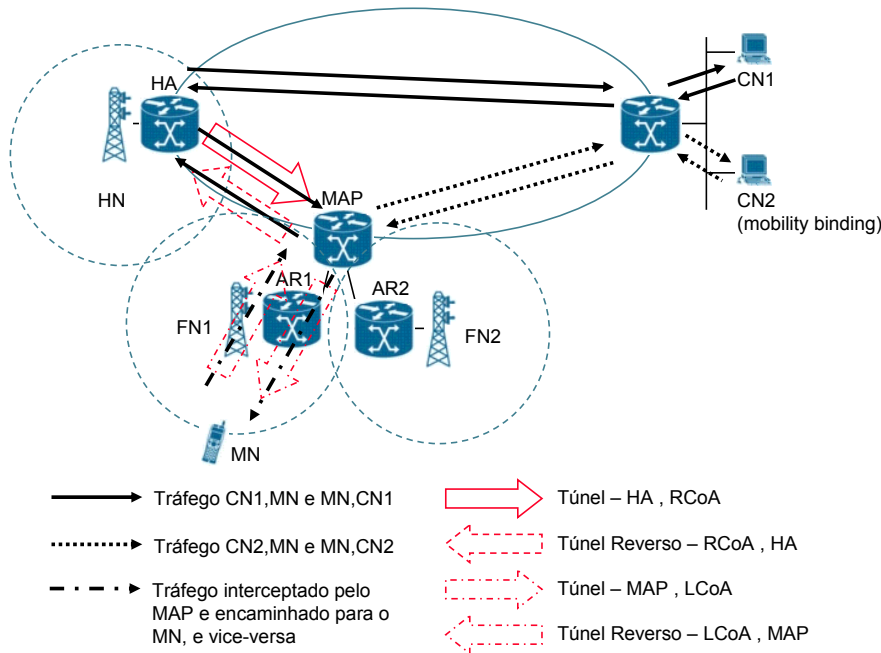 HA
CN1
HN
MAP
CN2
(mobility binding)
AR1
AR2
FN1
FN2
MN
Tráfego CN1,MN e MN,CN1
Túnel – HA , RCoA
Tráfego CN2,MN e MN,CN2
Túnel Reverso – RCoA , HA
Tráfego interceptado pelo
MAP e encaminhado para o
MN, e vice-versa
Túnel – MAP , LCoA
Túnel Reverso – LCoA , MAP